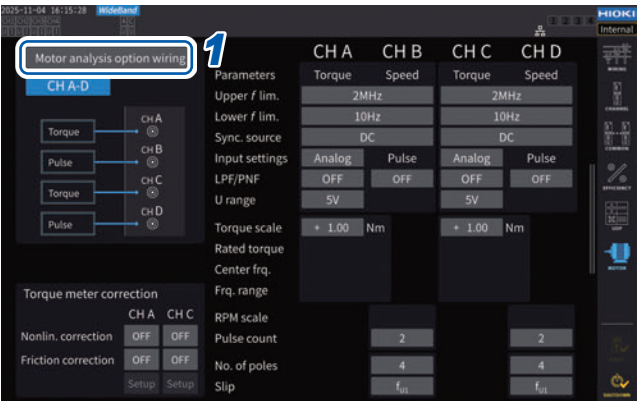 2025-11-04 16:15:28 WideBand
HIOKI
Internal
1
Motor analysis option wiring
CH A-D
Torque CH A
Pulse CH B
Torque CH C
Pulse CH D
Torque meter correction
CH A CH C
Nonlin. correction OFF OFF
Friction correction OFF OFF
Setup Setup
CH A CH B CH C CH D
Parameters Torque Speed Torque Speed
Upper f lim. 2MHz 2MHz
Lower f lim. 10Hz 10Hz
Sync. source DC DC
Input settings Analog Pulse Analog Pulse
LPF/PNF OFF OFF OFF OFF
U range 5V 5V
Torque scale + 1.00 Nm + 1.00 Nm
Rated torque
Center frq.
Frq. range
RPM scale
Pulse count 2 2
No. of poles 4 4
Slip fU1 fU1
WIRING
CHANNEL
COMMON
EFFICIENCY
UDF
MOTOR
SHUTDOWN